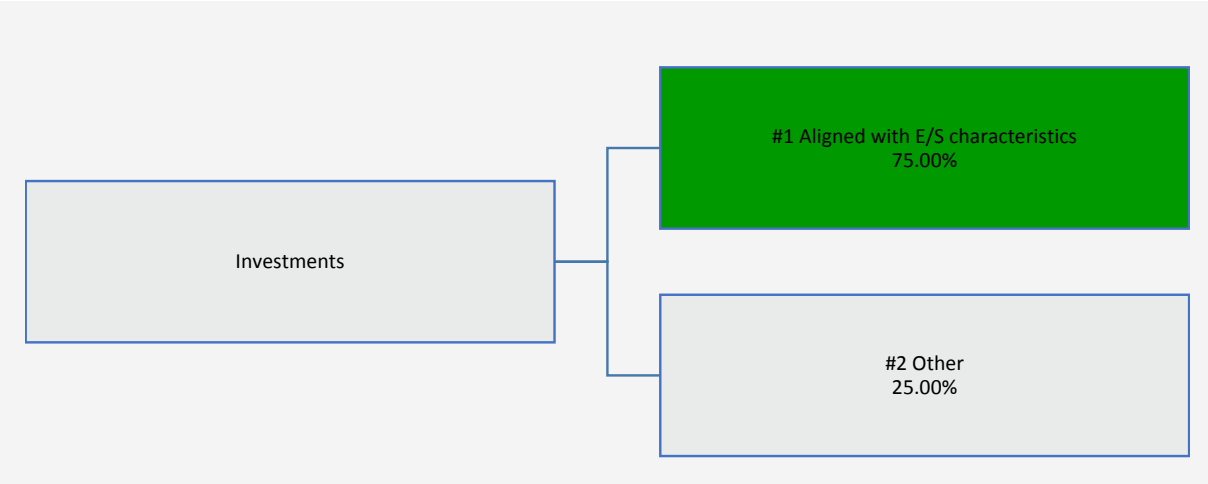 #1 Aligned with E/S characteristics
75.00%
Investments
#2 Other
25.00%